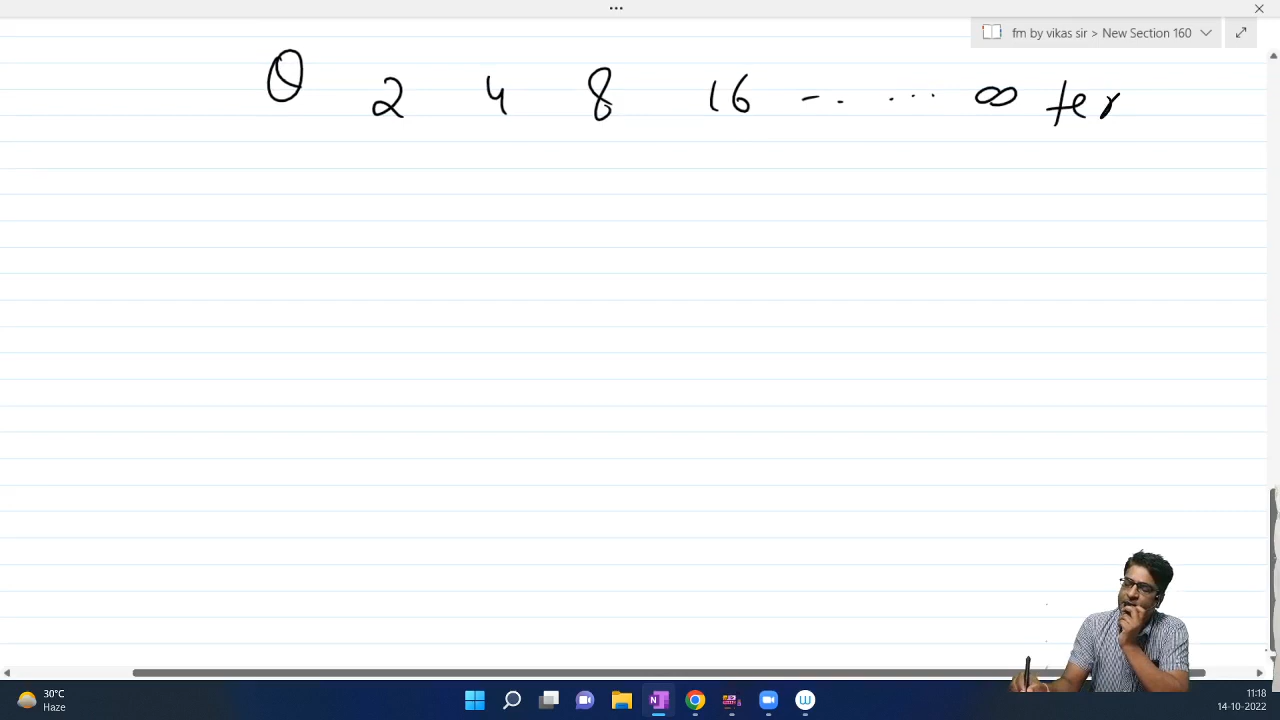 ...
fm by vikas sir > New Section 160
Q 2 4 8 16 -.. ... ∞ ter
30°C
Haze
11:18
14-10-2022